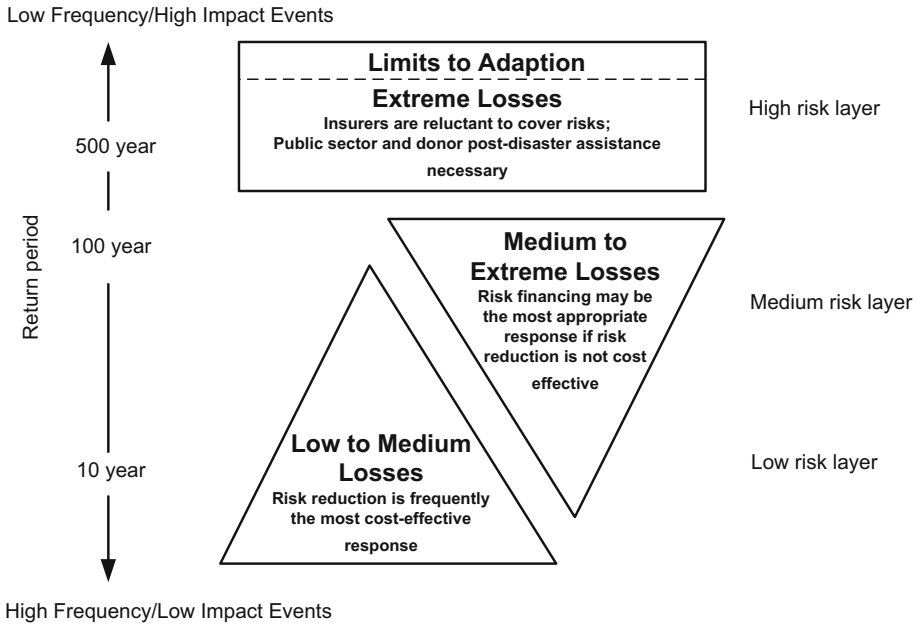 Low Frequency/High Impact Events
Limits to Adaption
Extreme Losses
Insurers are reluctant to cover risks;
Public sector and donor post-disaster assistance
necessary
High risk layer
500 year
Return period
100 year
Medium to
Extreme Losses
Risk financing may be
the most appropriate
response if risk
reduction is not cost
effective
Medium risk layer
10 year
Low to Medium
Losses
Risk reduction is frequently
the most cost-effective
response
Low risk layer
High Frequency/Low Impact Events